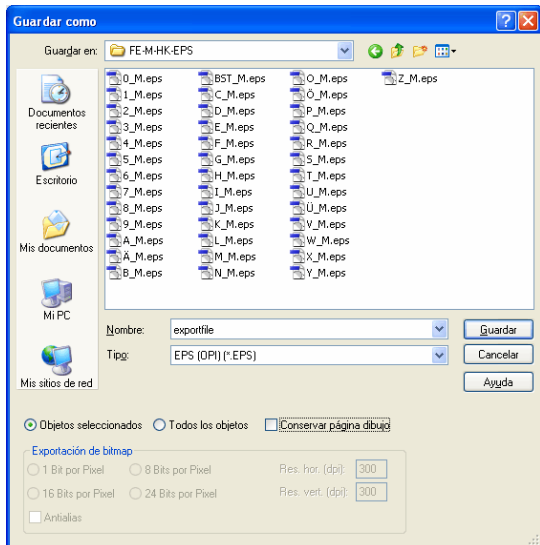 Guardar como
Guardar en: FE-M-HK-EPS
Documentos recientes
Escritorio
Mis documentos
Mi PC
Mis sitios de red
0_M.eps
1_M.eps
2_M.eps
3_M.eps
4_M.eps
5_M.eps
6_M.eps
7_M.eps
8_M.eps
9_M.eps
A_M.eps
Ä_M.eps
B_M.eps
BST_M.eps
C_M.eps
D_M.eps
E_M.eps
F_M.eps
G_M.eps
H_M.eps
I_M.eps
J_M.eps
K_M.eps
L_M.eps
M_M.eps
N_M.eps
O_M.eps
Ö_M.eps
P_M.eps
Q_M.eps
R_M.eps
S_M.eps
T_M.eps
U_M.eps
Ü_M.eps
V_M.eps
W_M.eps
X_M.eps
Y_M.eps
Z_M.eps
Nombre: exportfile Guardar
Tipo: EPS (OPI) (*.EPS) Cancelar
Ayuda
Objetos seleccionados Todos los objetos Conservar página dibujo
Exportación de bitmap
1 Bit por Pixel 8 Bits por Pixel Res. hor. (dpi): 300
16 Bits por Pixel 24 Bits por Pixel Res. vert. (dpi): 300
Antialias